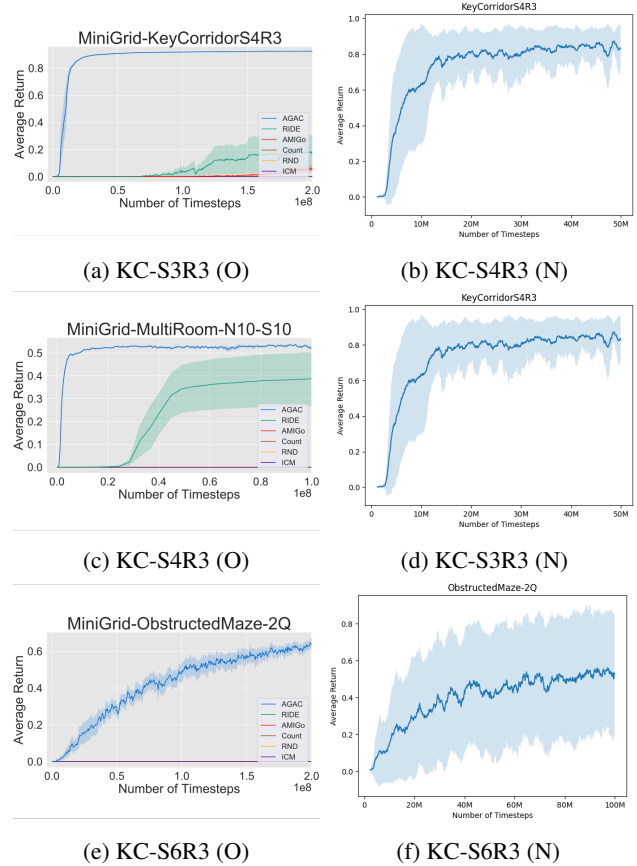 MiniGrid-KeyCorridorS4R3
Average Return
0.8
0.6
0.4
0.2
0.0
AGAC
RIDE
AMIGo
Count
RND
ICM
0.0 0.5 1.0 1.5 2.0
1e8
Number of Timesteps
(a) KC-S3R3 (O)
KeyCorridorS4R3
Average Return
1.0
0.8
0.6
0.4
0.2
0.0
0 10M 20M 30M 40M 50M
Number of Timesteps
(b) KC-S4R3 (N)
MiniGrid-MultiRoom-N10-S10
Average Return
0.5
0.4
0.3
0.2
0.1
0.0
AGAC
RIDE
AMIGo
Count
RND
ICM
0.0 0.2 0.4 0.6 0.8 1.0
1e8
Number of Timesteps
(c) KC-S4R3 (O)
KeyCorridorS4R3
Average Return
1.0
0.8
0.6
0.4
0.2
0.0
0 10M 20M 30M 40M 50M
Number of Timesteps
(d) KC-S3R3 (N)
MiniGrid-ObstructedMaze-2Q
Average Return
0.6
0.4
0.2
0.0
AGAC
RIDE
AMIGo
Count
RND
ICM
0.0 0.5 1.0 1.5 2.0
1e8
Number of Timesteps
(e) KC-S6R3 (O)
ObstructedMaze-2Q
Average Return
0.8
0.6
0.4
0.2
0.0
0 20M 40M 60M 80M 100M
Number of Timesteps
(f) KC-S6R3 (N)